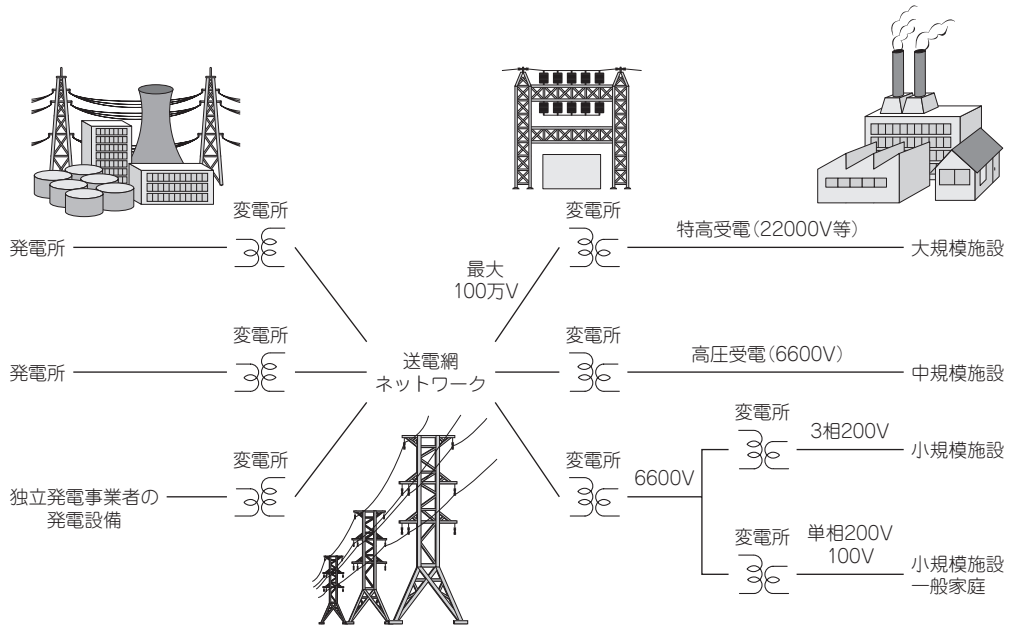 変電所
変電所
発電所
特高受電(22000V等)
大規模施設
最大
100万V
変電所
変電所
発電所
送電網
ネットワーク
高圧受電(6600V)
中規模施設
変電所
3相200V
小規模施設
変電所
変電所
独立発電事業者の
発電設備
6600V
変電所
単相200V
100V
小規模施設
一般家庭